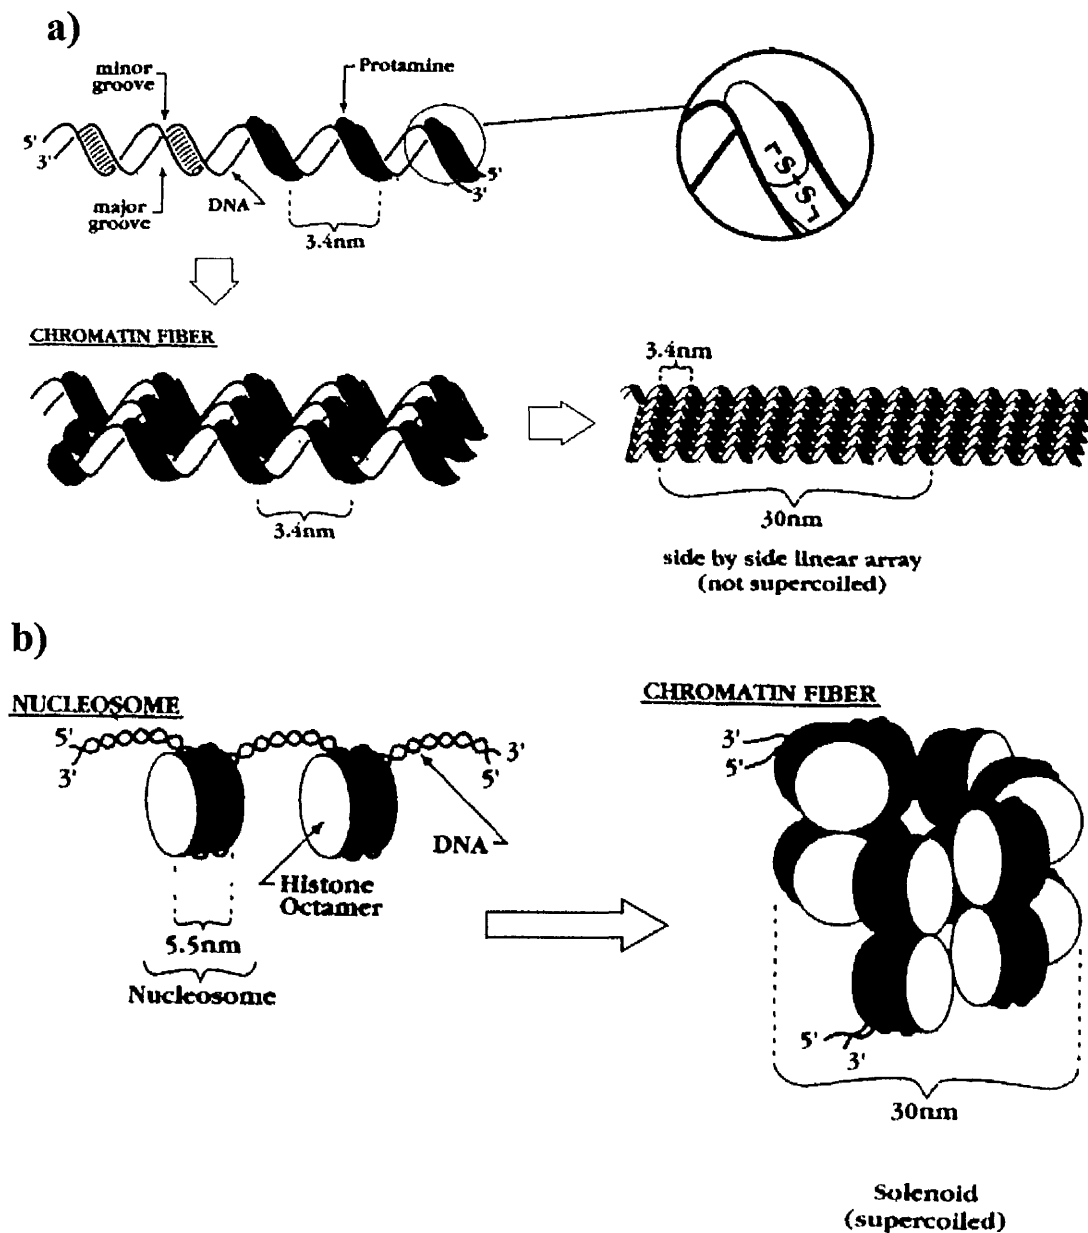 a)
minor
groove
Protamine
5'
3'
major
groove
DNA
3.4nm
5'
3'
rS+S┐
CHROMATIN FIBER
3.4nm
3.4nm
30nm
side by side linear array
(not supercoiled)
b)
NUCLEOSOME
5'
3'
3'
5'
DNA
Histone
Octamer
5.5nm
Nucleosome
CHROMATIN FIBER
3'
5'
5'
3'
30nm
Solenoid
(supercoiled)